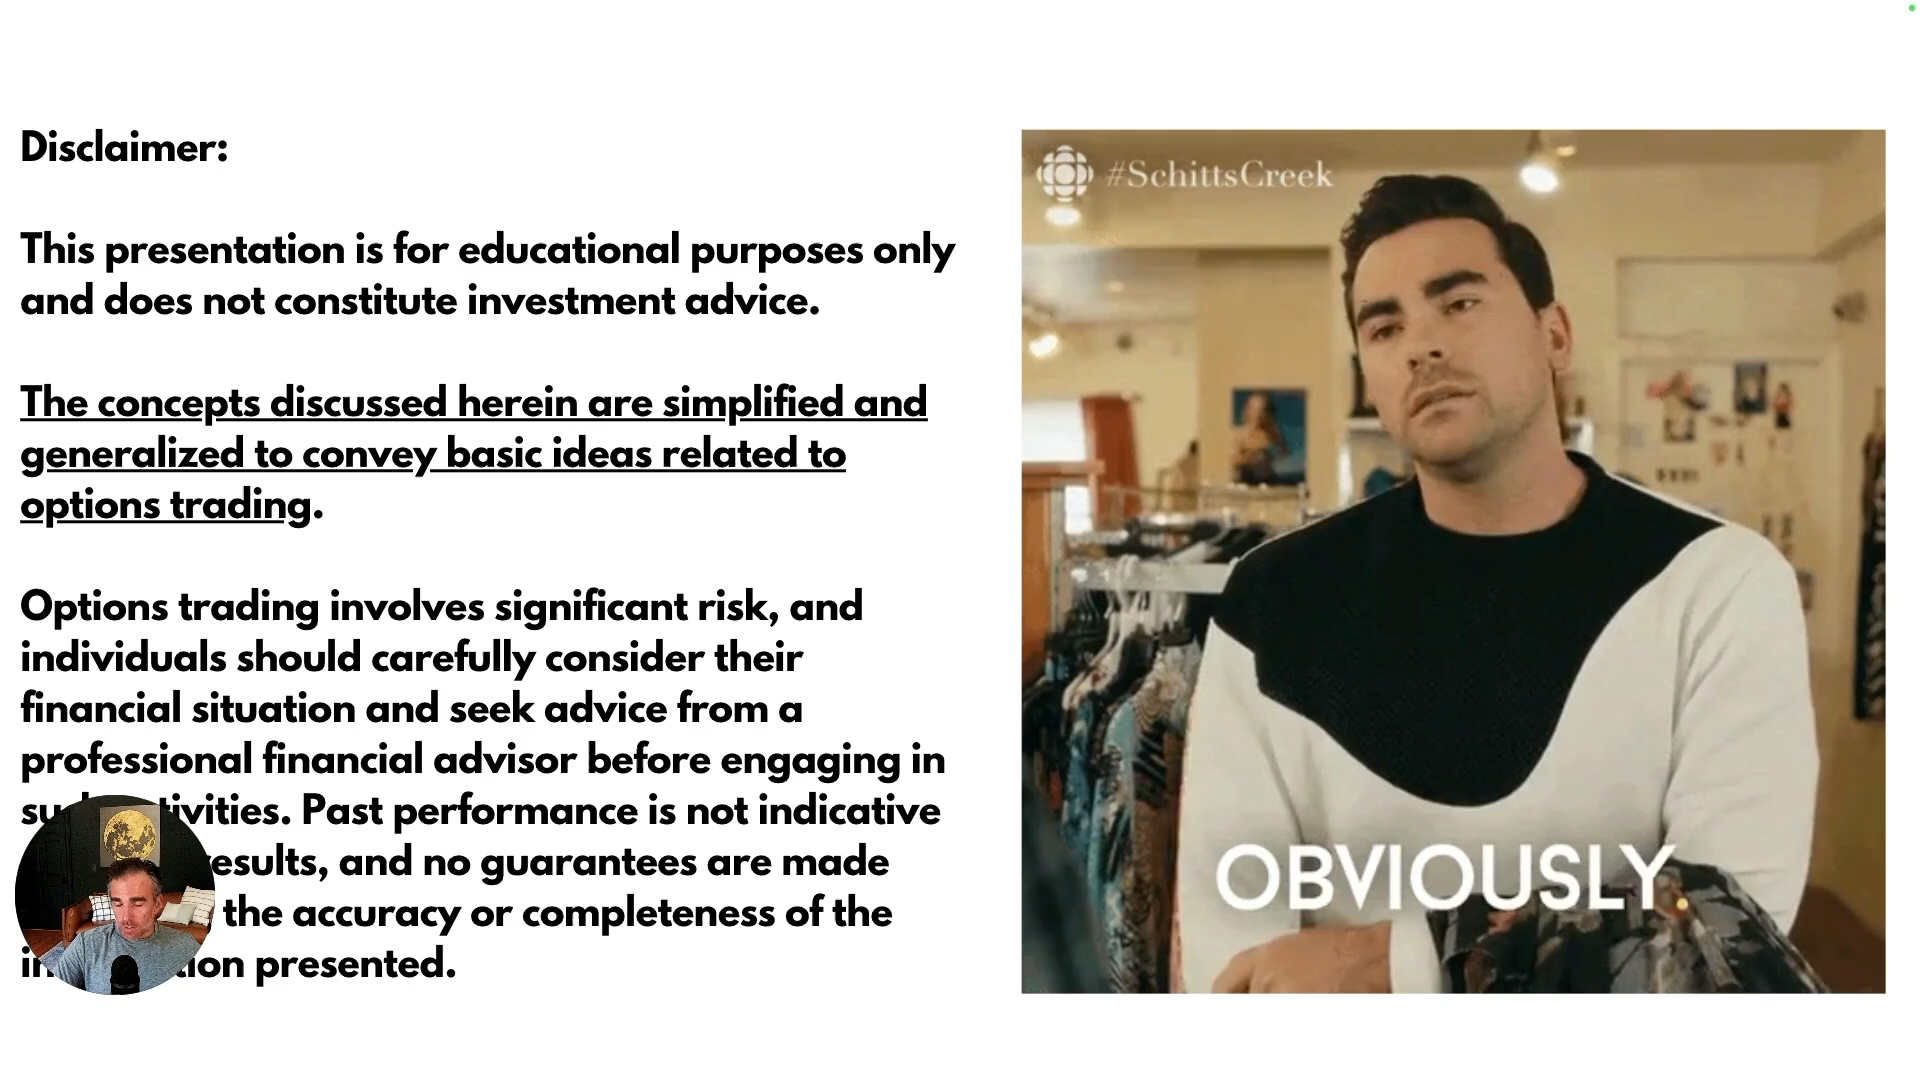 Disclaimer:
This presentation is for educational purposes only
and does not constitute investment advice.
The concepts discussed herein are simplified and
generalized to convey basic ideas related to
options trading.
Options trading involves significant risk, and
individuals should carefully consider their
financial situation and seek advice from a
professional financial advisor before engaging in
Past performance is not indicative
and no guarantees are made
the accuracy or completeness of the
presented.
#SchittsCreek
OBVIOUSLY.